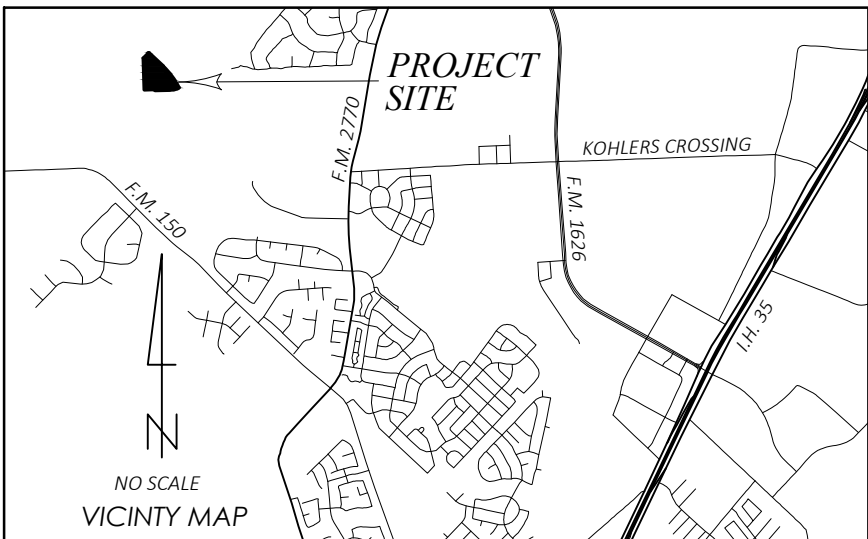 PROJECT
SITE
F.M. 2770
KOHLERS CROSSING
F.M. 150
F.M. 1626
I.H. 35
N
NO SCALE
VICINTY MAP